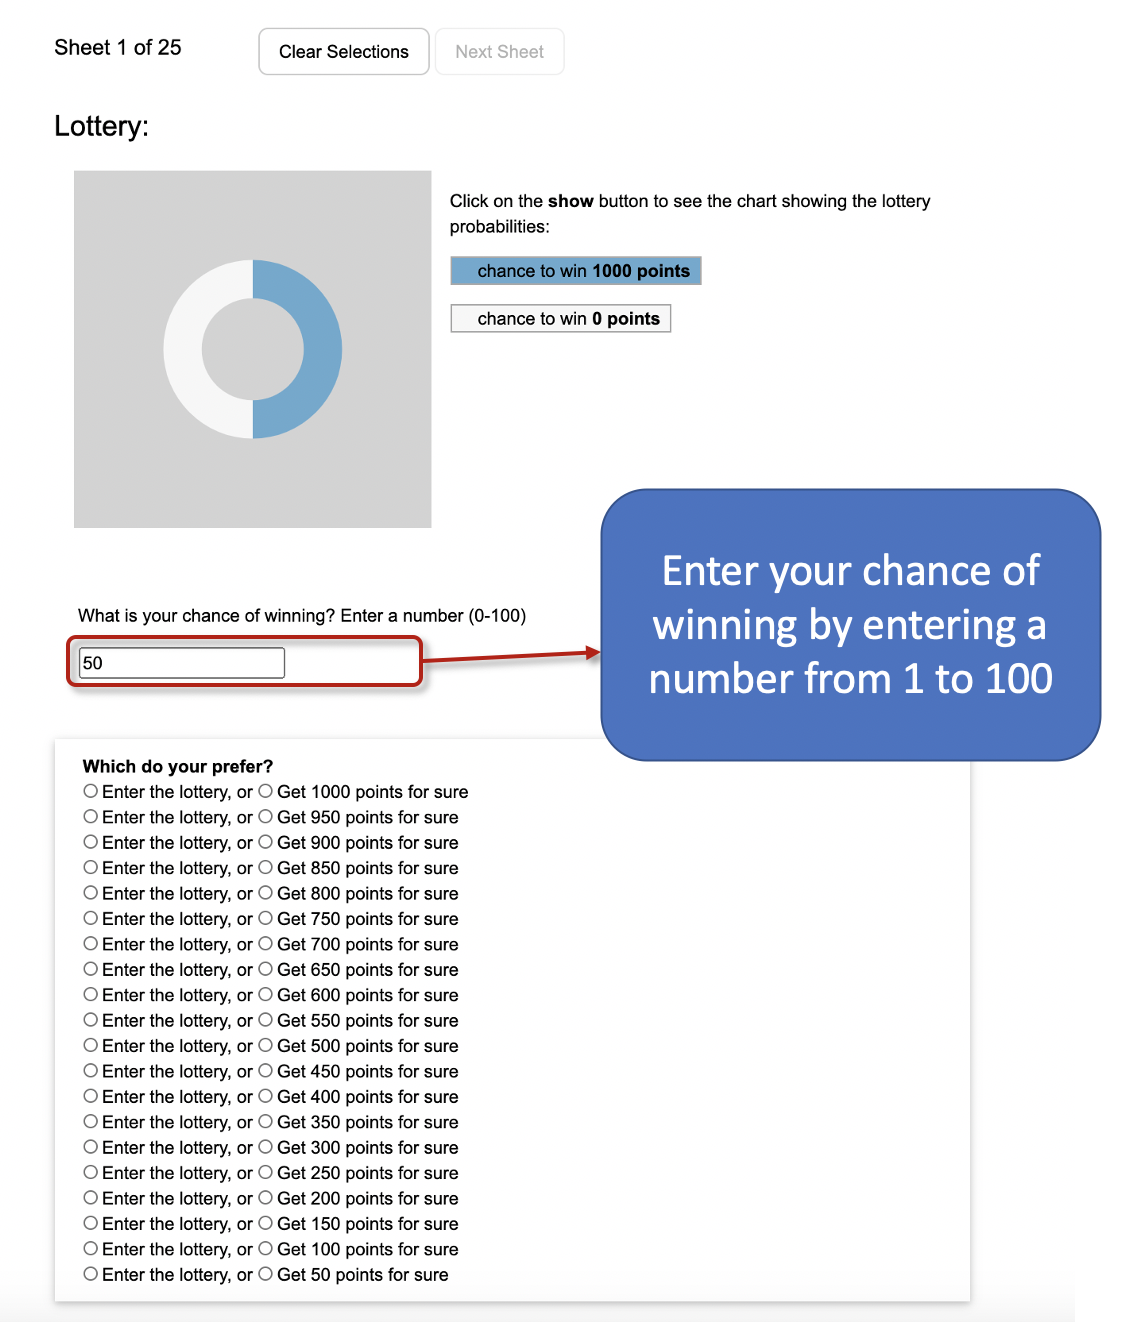 Sheet 1 of 25
Clear Selections
Next Sheet
Lottery:
Click on the show button to see the chart showing the lottery
probabilities:
chance to win 1000 points
chance to win 0 points
What is your chance of winning? Enter a number (0-100)
50
Enter your chance of
winning by entering a
number from 1 to 100
Which do your prefer?
Enter the lottery, or Get 1000 points for sure
Enter the lottery, or Get 950 points for sure
Enter the lottery, or Get 900 points for sure
Enter the lottery, or Get 850 points for sure
Enter the lottery, or Get 800 points for sure
Enter the lottery, or Get 750 points for sure
Enter the lottery, or Get 700 points for sure
Enter the lottery, or Get 650 points for sure
Enter the lottery, or Get 600 points for sure
Enter the lottery, or Get 550 points for sure
Enter the lottery, or Get 500 points for sure
Enter the lottery, or Get 450 points for sure
Enter the lottery, or Get 400 points for sure
Enter the lottery, or Get 350 points for sure
Enter the lottery, or Get 300 points for sure
Enter the lottery, or Get 250 points for sure
Enter the lottery, or Get 200 points for sure
Enter the lottery, or Get 150 points for sure
Enter the lottery, or Get 100 points for sure
Enter the lottery, or Get 50 points for sure